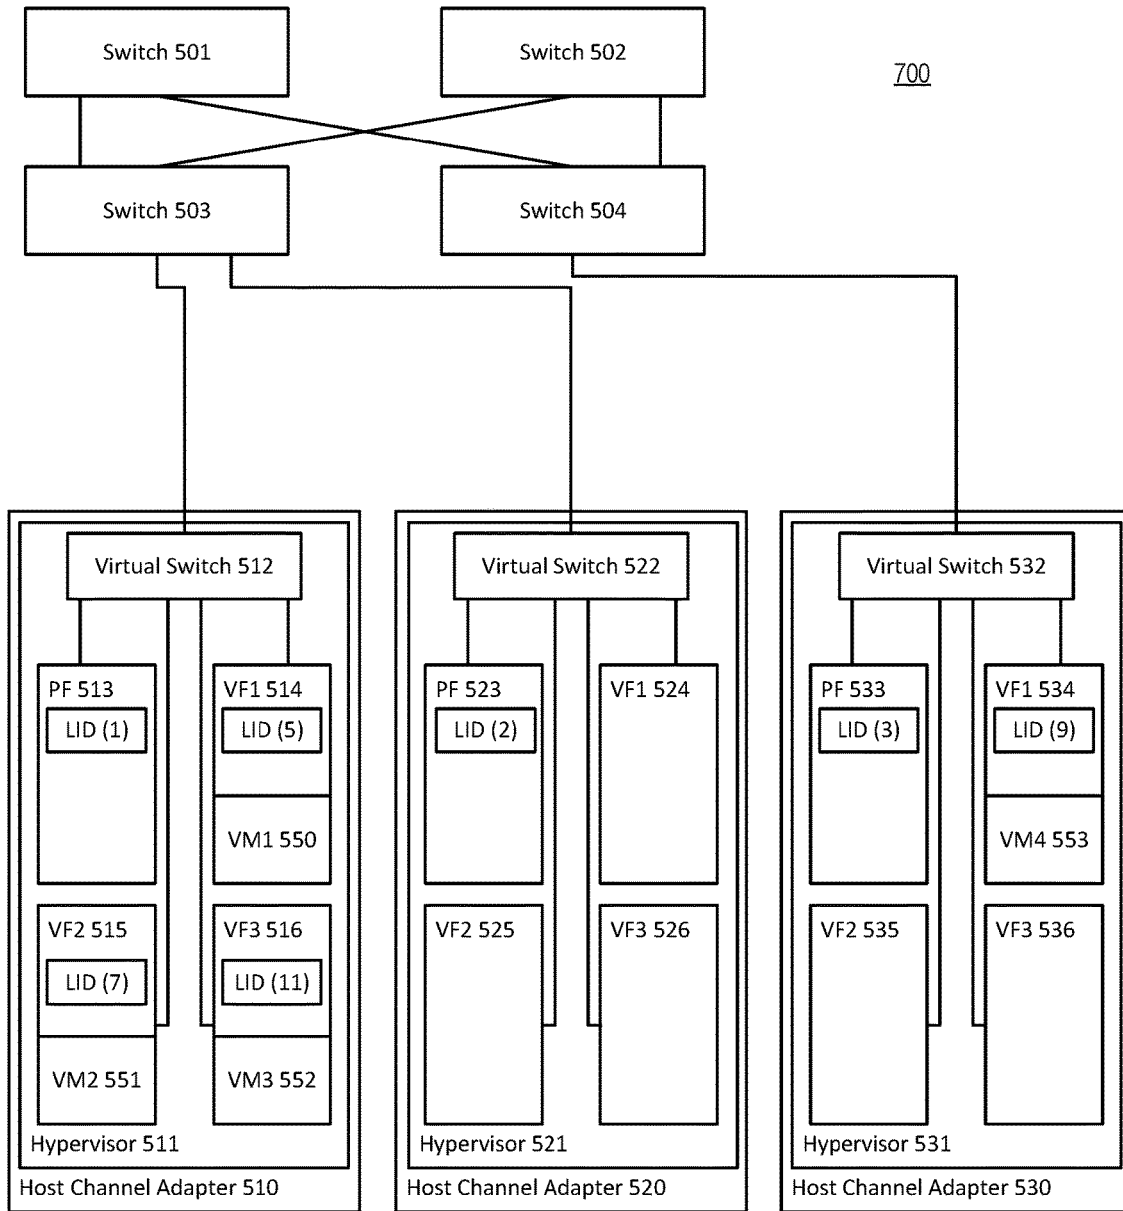 Switch 501
Switch 502
700
Switch 503
Switch 504
Virtual Switch 512
Virtual Switch 522
Virtual Switch 532
PF 513
LID (1)
VF1 514
LID (5)
VM1 550
PF 523
LID (2)
VF1 524
PF 533
LID (3)
VF1 534
LID (9)
VM4 553
VF2 515
LID (7)
VM2 551
VF3 516
LID (11)
VM3 552
VF2 525
VF3 526
VF2 535
VF3 536
Hypervisor 511
Hypervisor 521
Hypervisor 531
Host Channel Adapter 510
Host Channel Adapter 520
Host Channel Adapter 530